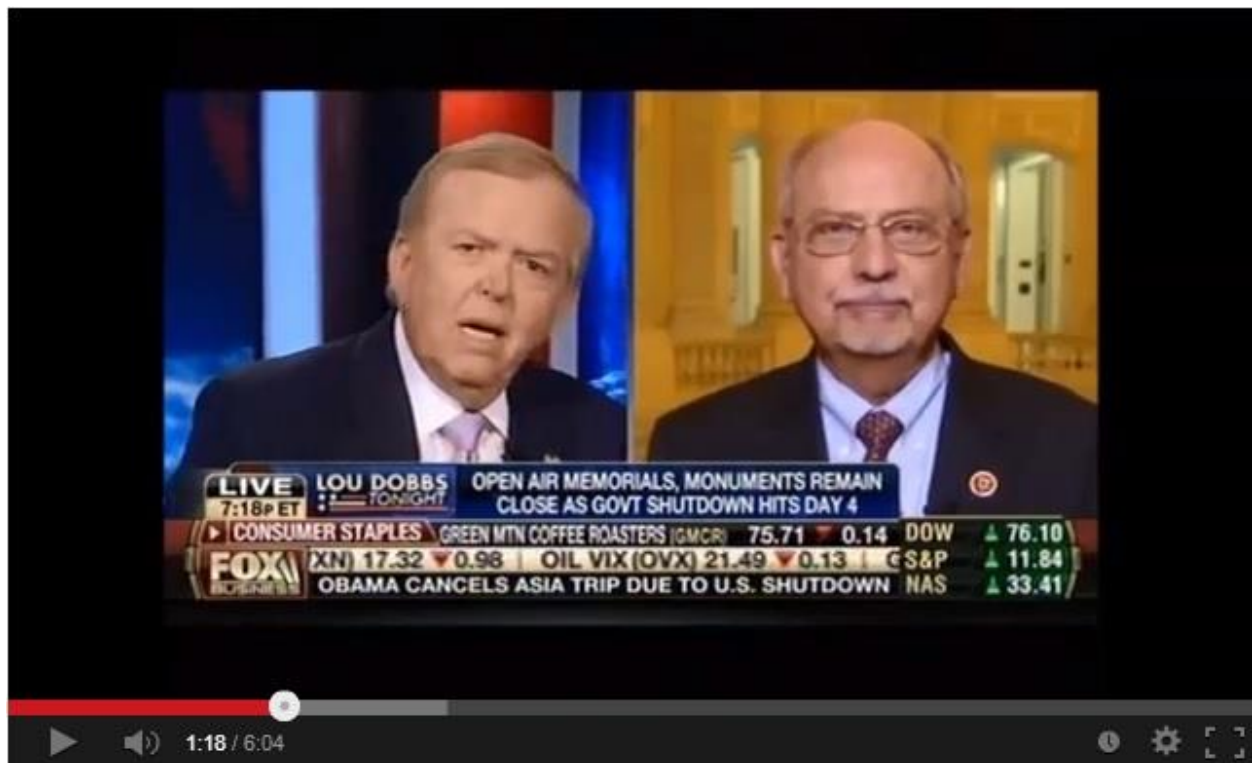 LIVE
7:18P ET
LOU DOBBS
TONIGHT
OPEN AIR MEMORIALS, MONUMENTS REMAIN
CLOSE AS GOVT SHUTDOWN HITS DAY 4
CONSUMER STAPLES GREEN MTN COFFEE ROASTERS (GMCR) 75.71 0.14
XN) 17.32 0.98 OIL VIX (OVX) 21.49 0.13
FOX
BUSINESS
OBAMA CANCELS ASIA TRIP DUE TO U.S. SHUTDOWN
DOW 76.10
S&P 11.84
NAS 33.41
1:18 / 6:04